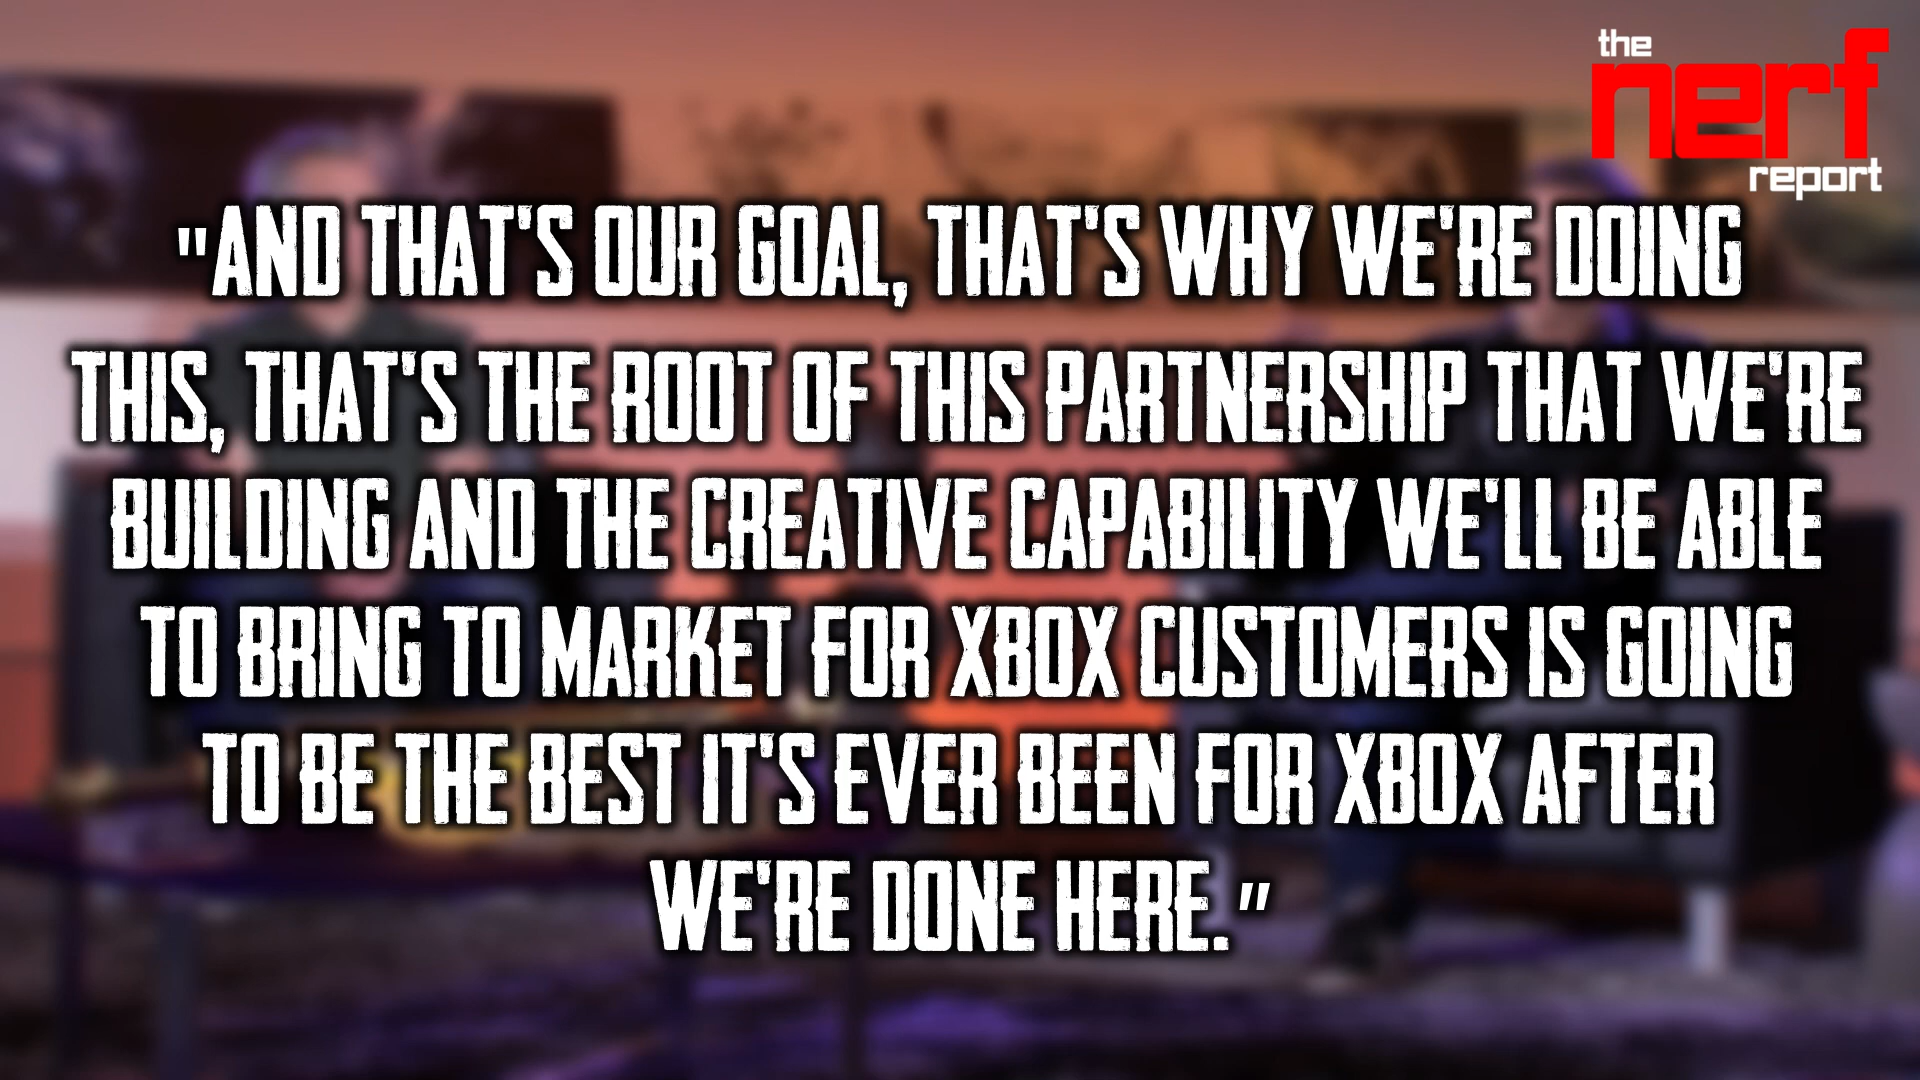 the
nerf
report
"AND THAT'S OUR GOAL, THAT'S WHY WE'RE DOING
THIS, THAT'S THE ROOT OF THIS PARTNERSHIP THAT WE'RE
BUILDING AND THE CREATIVE CAPABILITY WE'LL BE ABLE
TO BRING TO MARKET FOR XBOX CUSTOMERS IS GOING
TO BE THE BEST IT'S EVER BEEN FOR XBOX AFTER
WE'RE DONE HERE."